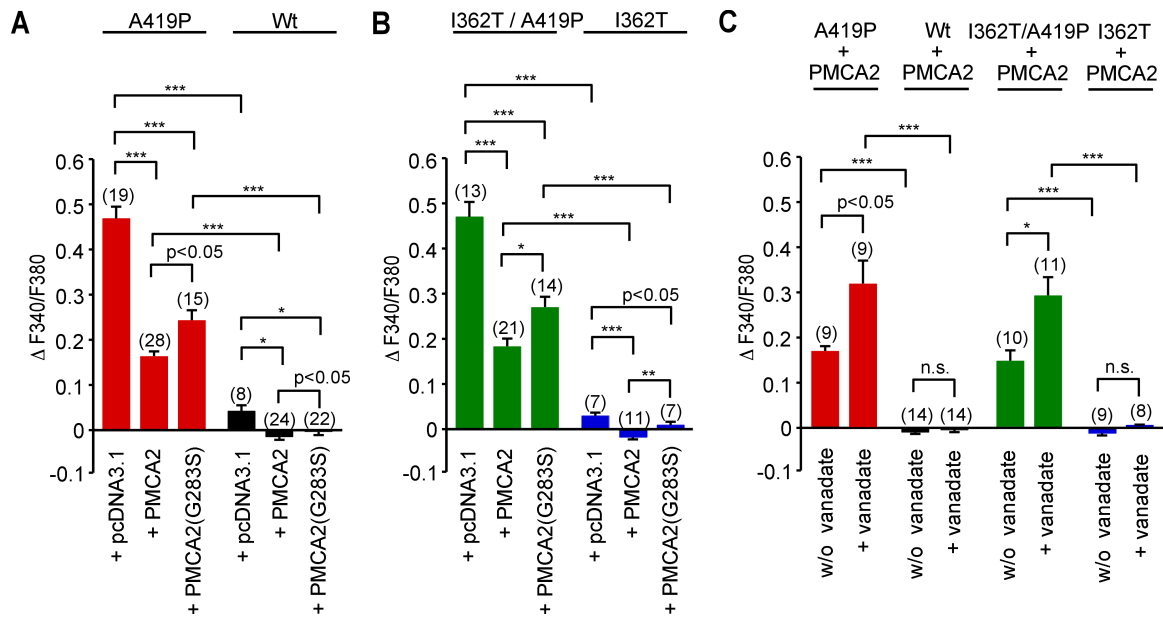 A
A419P
Wt
***
***
***
***
***
p<0.05
*
*
p<0.05
(19)
(28)
(15)
(8)
(24)
(22)
Δ F340/F380
0.6
0.5
0.4
0.3
0.2
0.1
0
-0.1
+ pcDNA3.1
+ PMCA2
+ PMCA2(G283S)
+ pcDNA3.1
+ PMCA2
+ PMCA2(G283S)
B
I362T / A419P
I362T
***
***
***
***
***
*
p<0.05
***
**
(13)
(21)
(14)
(7)
(11)
(7)
Δ F340/F380
0.6
0.5
0.4
0.3
0.2
0.1
0
-0.1
+ pcDNA3.1
+ PMCA2
+ PMCA2(G283S)
+ pcDNA3.1
+ PMCA2
+ PMCA2(G283S)
C
A419P
+
PMCA2
Wt
+
PMCA2
I362T/A419P
+
PMCA2
I362T
+
PMCA2
***
***
p<0.05
n.s.
***
***
*
n.s.
(9)
(9)
(14)
(14)
(10)
(11)
(9)
(8)
Δ F340/F380
0.6
0.5
0.4
0.3
0.2
0.1
0
-0.1
w/o vanadate
+ vanadate
w/o vanadate
+ vanadate
w/o vanadate
+ vanadate
w/o vanadate
+ vanadate